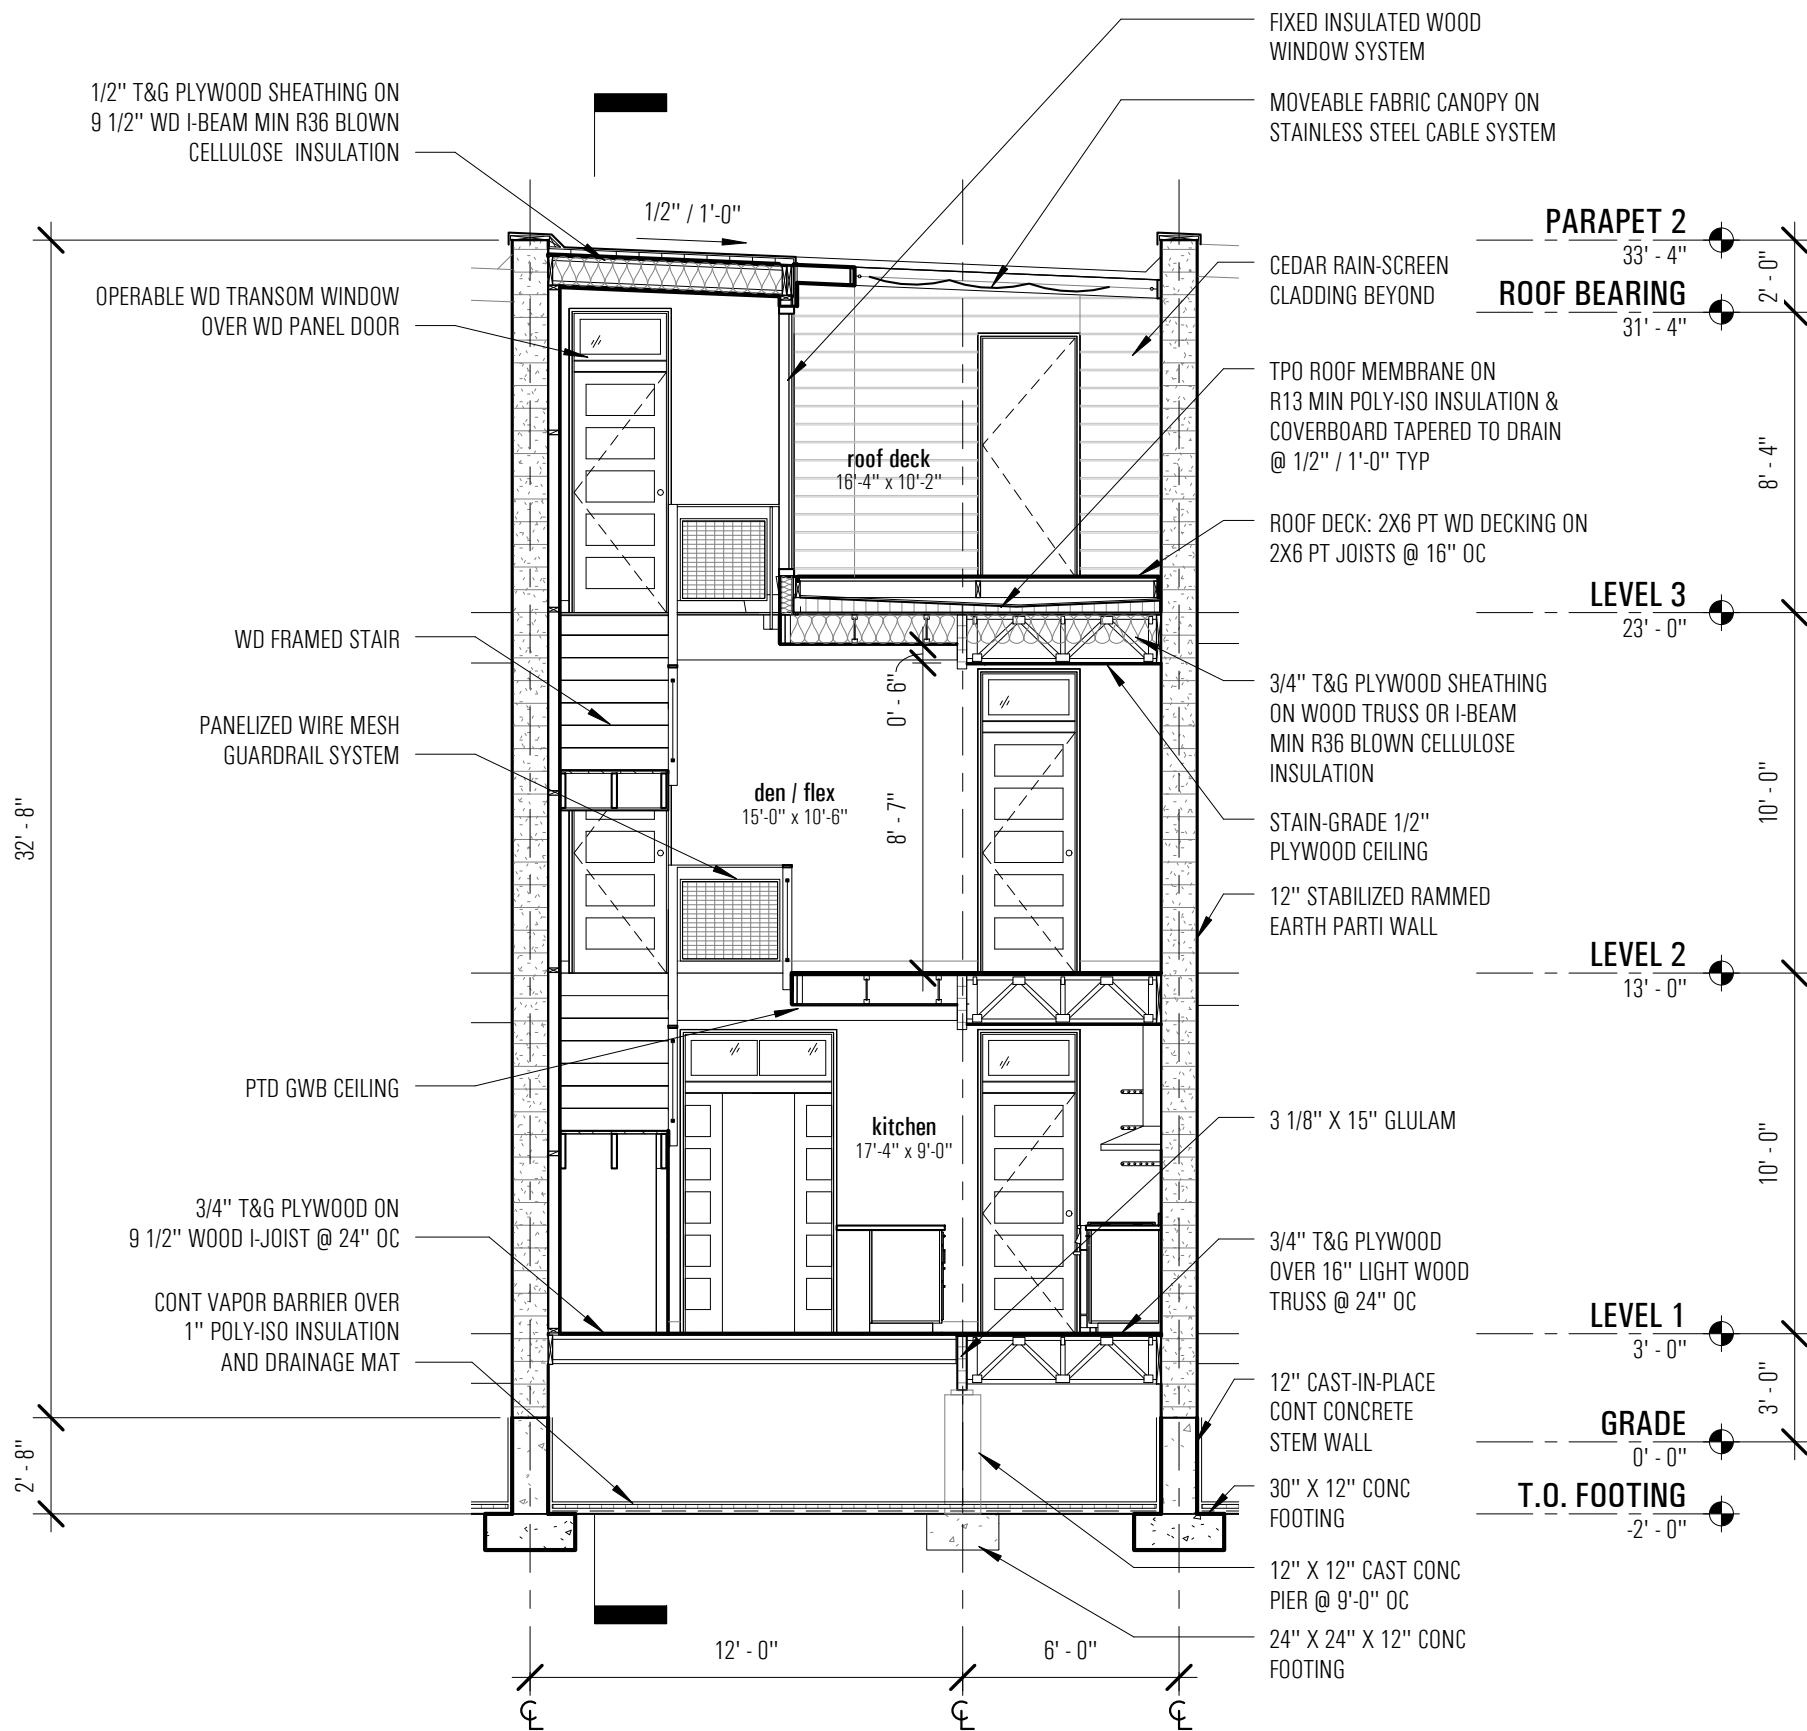 FIXED INSULATED WOOD
WINDOW SYSTEM
1/2" T&G PLYWOOD SHEATHING ON
9 1/2" WD I-BEAM MIN R36 BLOWN
CELLULOSE INSULATION
MOVEABLE FABRIC CANOPY ON
STAINLESS STEEL CABLE SYSTEM
1/2" / 1'-0"
PARAPET 2
33' - 4"
2' - 0"
CEDAR RAIN-SCREEN
CLADDING BEYOND
ROOF BEARING
31' - 4"
OPERABLE WD TRANSOM WINDOW
OVER WD PANEL DOOR
TPO ROOF MEMBRANE ON
R13 MIN POLY-ISO INSULATION &
COVERBOARD TAPERED TO DRAIN
@ 1/2" / 1'-0" TYP
8' - 4"
roof deck
16'-4" x 10'-2"
ROOF DECK: 2X6 PT WD DECKING ON
2X6 PT JOISTS @ 16" OC
LEVEL 3
23' - 0"
WD FRAMED STAIR
0' - 6"
3/4" T&G PLYWOOD SHEATHING
ON WOOD TRUSS OR I-BEAM
MIN R36 BLOWN CELLULOSE
INSULATION
PANELIZED WIRE MESH
GUARDRAIL SYSTEM
den / flex
15'-0" x 10'-6"
8' - 7"
10' - 0"
32' - 8"
STAIN-GRADE 1/2"
PLYWOOD CEILING
12" STABILIZED RAMMED
EARTH PARTI WALL
LEVEL 2
13' - 0"
PTD GWB CEILING
kitchen
17'-4" x 9'-0"
3 1/8" X 15" GLULAM
10' - 0"
3/4" T&G PLYWOOD ON
9 1/2" WOOD I-JOIST @ 24" OC
3/4" T&G PLYWOOD
OVER 16" LIGHT WOOD
TRUSS @ 24" OC
CONT VAPOR BARRIER OVER
1" POLY-ISO INSULATION
AND DRAINAGE MAT
LEVEL 1
3' - 0"
12" CAST-IN-PLACE
CONT CONCRETE
STEM WALL
3' - 0"
GRADE
0' - 0"
2' - 8"
30" X 12" CONC
FOOTING
T.O. FOOTING
-2' - 0"
12" X 12" CAST CONC
PIER @ 9'-0" OC
24" X 24" X 12" CONC
FOOTING
12' - 0"
6' - 0"
℄
℄
℄